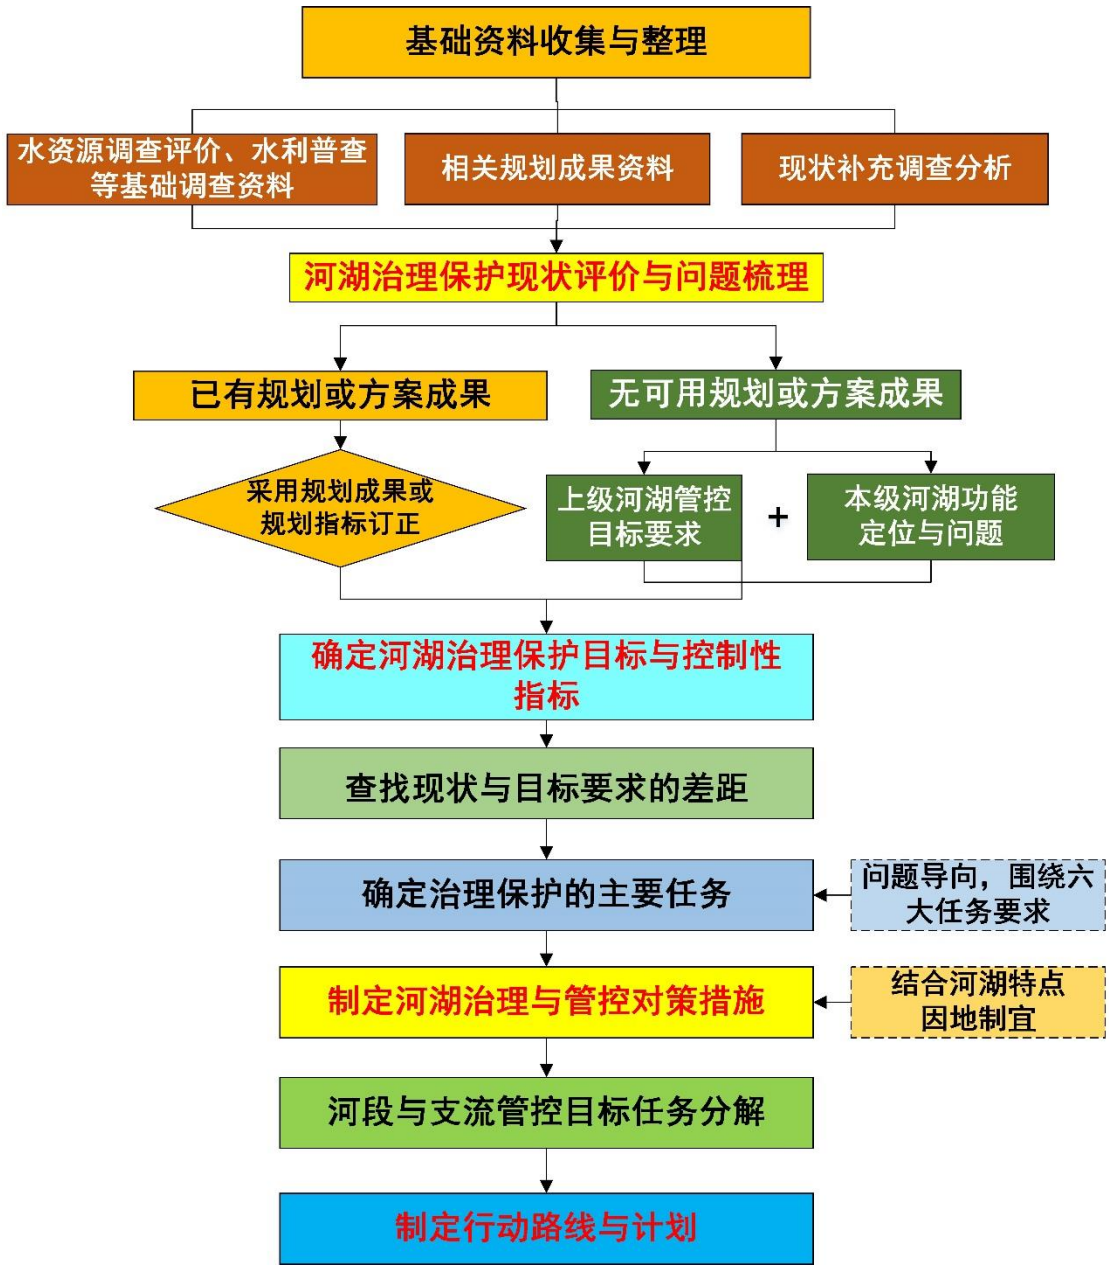 基础资料收集与整理
水资源调查评价、水利普查
等基础调查资料
相关规划成果资料
现状补充调查分析
河湖治理保护现状评价与问题梳理
已有规划或方案成果
无可用规划或方案成果
采用规划成果或
规划指标订正
上级河湖管控
目标要求
+
本级河湖功能
定位与问题
确定河湖治理保护目标与控制性
指标
查找现状与目标要求的差距
确定治理保护的主要任务
问题导向，围绕六
大任务要求
制定河湖治理与管控对策措施
结合河湖特点
因地制宜
河段与支流管控目标任务分解
制定行动路线与计划